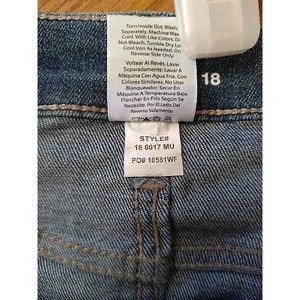 Turn Inside Out. Wash
Separately, Machine Wash
Cold. With Like Colors. Do
Not Bleach, Tumble Dry Low
Cool Iron As Needed. On
Reverse Side Only.
Voltear Al Revés. Lavar
Separadamente. Lavar A
Máquina Con Agua Fría. Con
Colores Similares. No Usar
Blanqueador. Secar En
Máquina A Temperatura Baja.
Planchar En Frío Según Se
Necesite. Por El Lado Del
Reverso Solamente.
18
STYLE#
16 6017 MU
PO# 10581WF